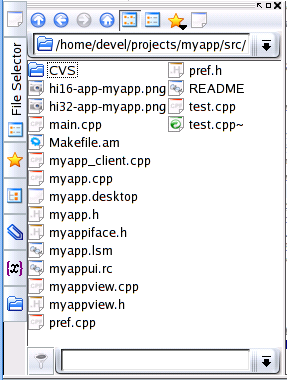 File Selector
/home/devel/projects/myapp/src/
CVS
hi16-app-myapp.png
hi32-app-myapp.png
main.cpp
Makefile.am
myapp_client.cpp
myapp.cpp
myapp.desktop
myapp.h
myappiface.h
myapp.lsm
myappui.rc
myappview.cpp
myappview.h
pref.cpp
pref.h
README
test.cpp
test.cpp~
{x}